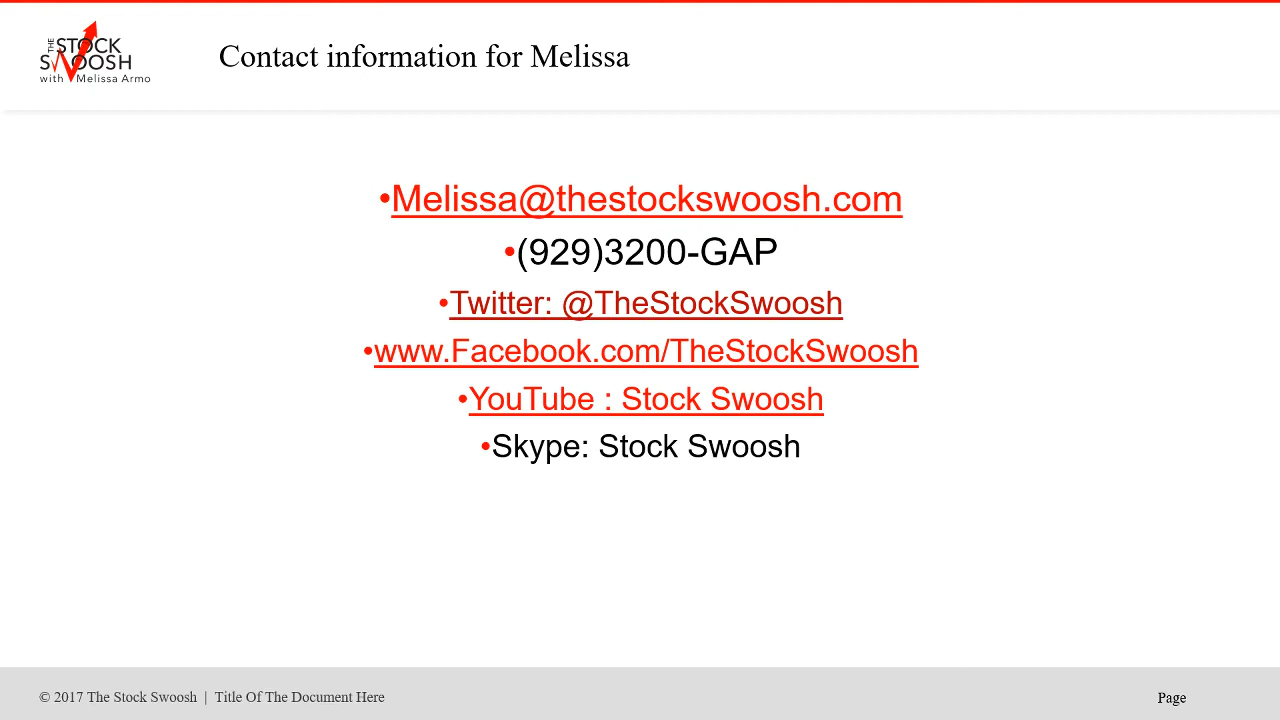 THE STOCK
SWOOSH
with Melissa Armo
Contact information for Melissa
•Melissa@thestockswoosh.com
•(929)3200-GAP
•Twitter: @TheStockSwoosh
•www.Facebook.com/TheStockSwoosh
•YouTube : Stock Swoosh
•Skype: Stock Swoosh
© 2017 The Stock Swoosh | Title Of The Document Here
Page